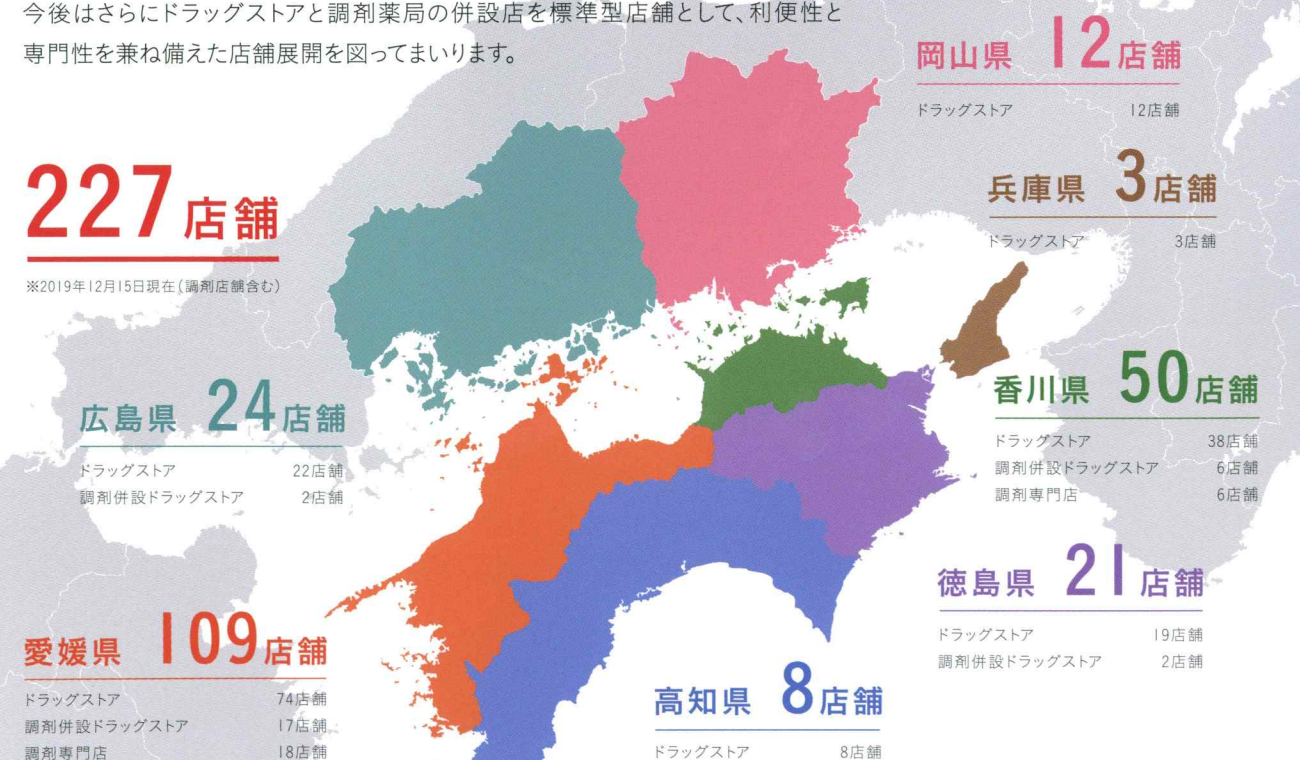 今後はさらにドラッグストアと調剤薬局の併設店を標準型店舗として、利便性と
専門性を兼ね備えた店舗展開を図ってまいります。
227店舗
※2019年12月15日現在(調剤店舗含む)
岡山県 12店舗
ドラッグストア 12店舗
兵庫県 3店舗
ドラッグストア 3店舗
広島県 24店舗
ドラッグストア 22店舗
調剤併設ドラッグストア 2店舗
香川県 50店舗
ドラッグストア 38店舗
調剤併設ドラッグストア 6店舗
調剤専門店 6店舗
徳島県 21店舗
ドラッグストア 19店舗
調剤併設ドラッグストア 2店舗
愛媛県 109店舗
ドラッグストア 74店舗
調剤併設ドラッグストア 17店舗
調剤専門店 18店舗
高知県 8店舗
ドラッグストア 8店舗